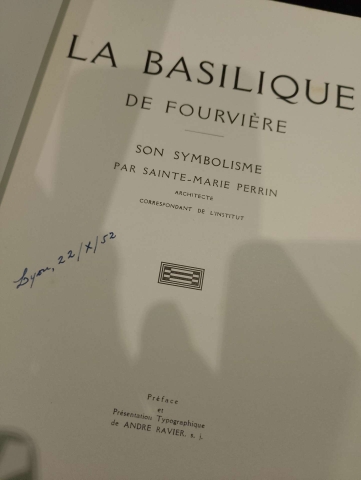 LA BASILIQUE
DE FOURVIÈRE
SON SYMBOLISME
PAR SAINTE-MARIE PERRIN
ARCHITECTE
CORRESPONDANT DE L'INSTITUT
Lyon, 22/X/52
Préface
et
Présentation Typographique
de ANDRE RAVIER, s. j.